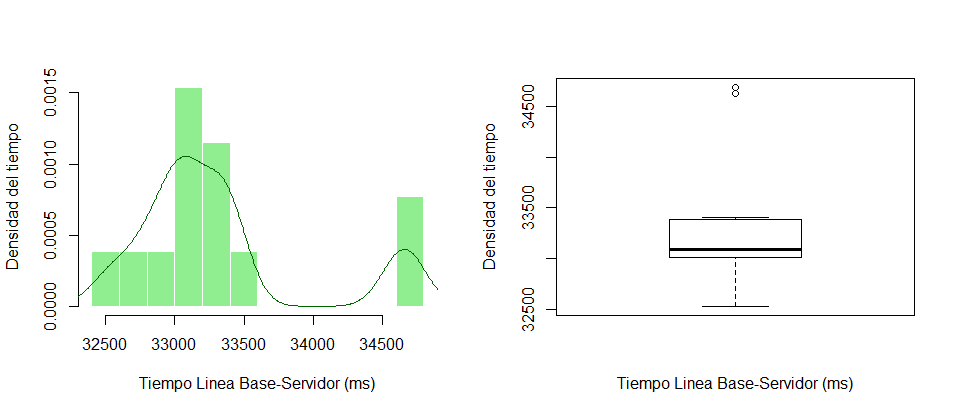 Densidad del tiempo
0.0000 0.0005 0.0010 0.0015
32500 33000 33500 34000 34500
Tiempo Linea Base-Servidor (ms)
Densidad del tiempo
32500 33500 34500
Tiempo Linea Base-Servidor (ms)